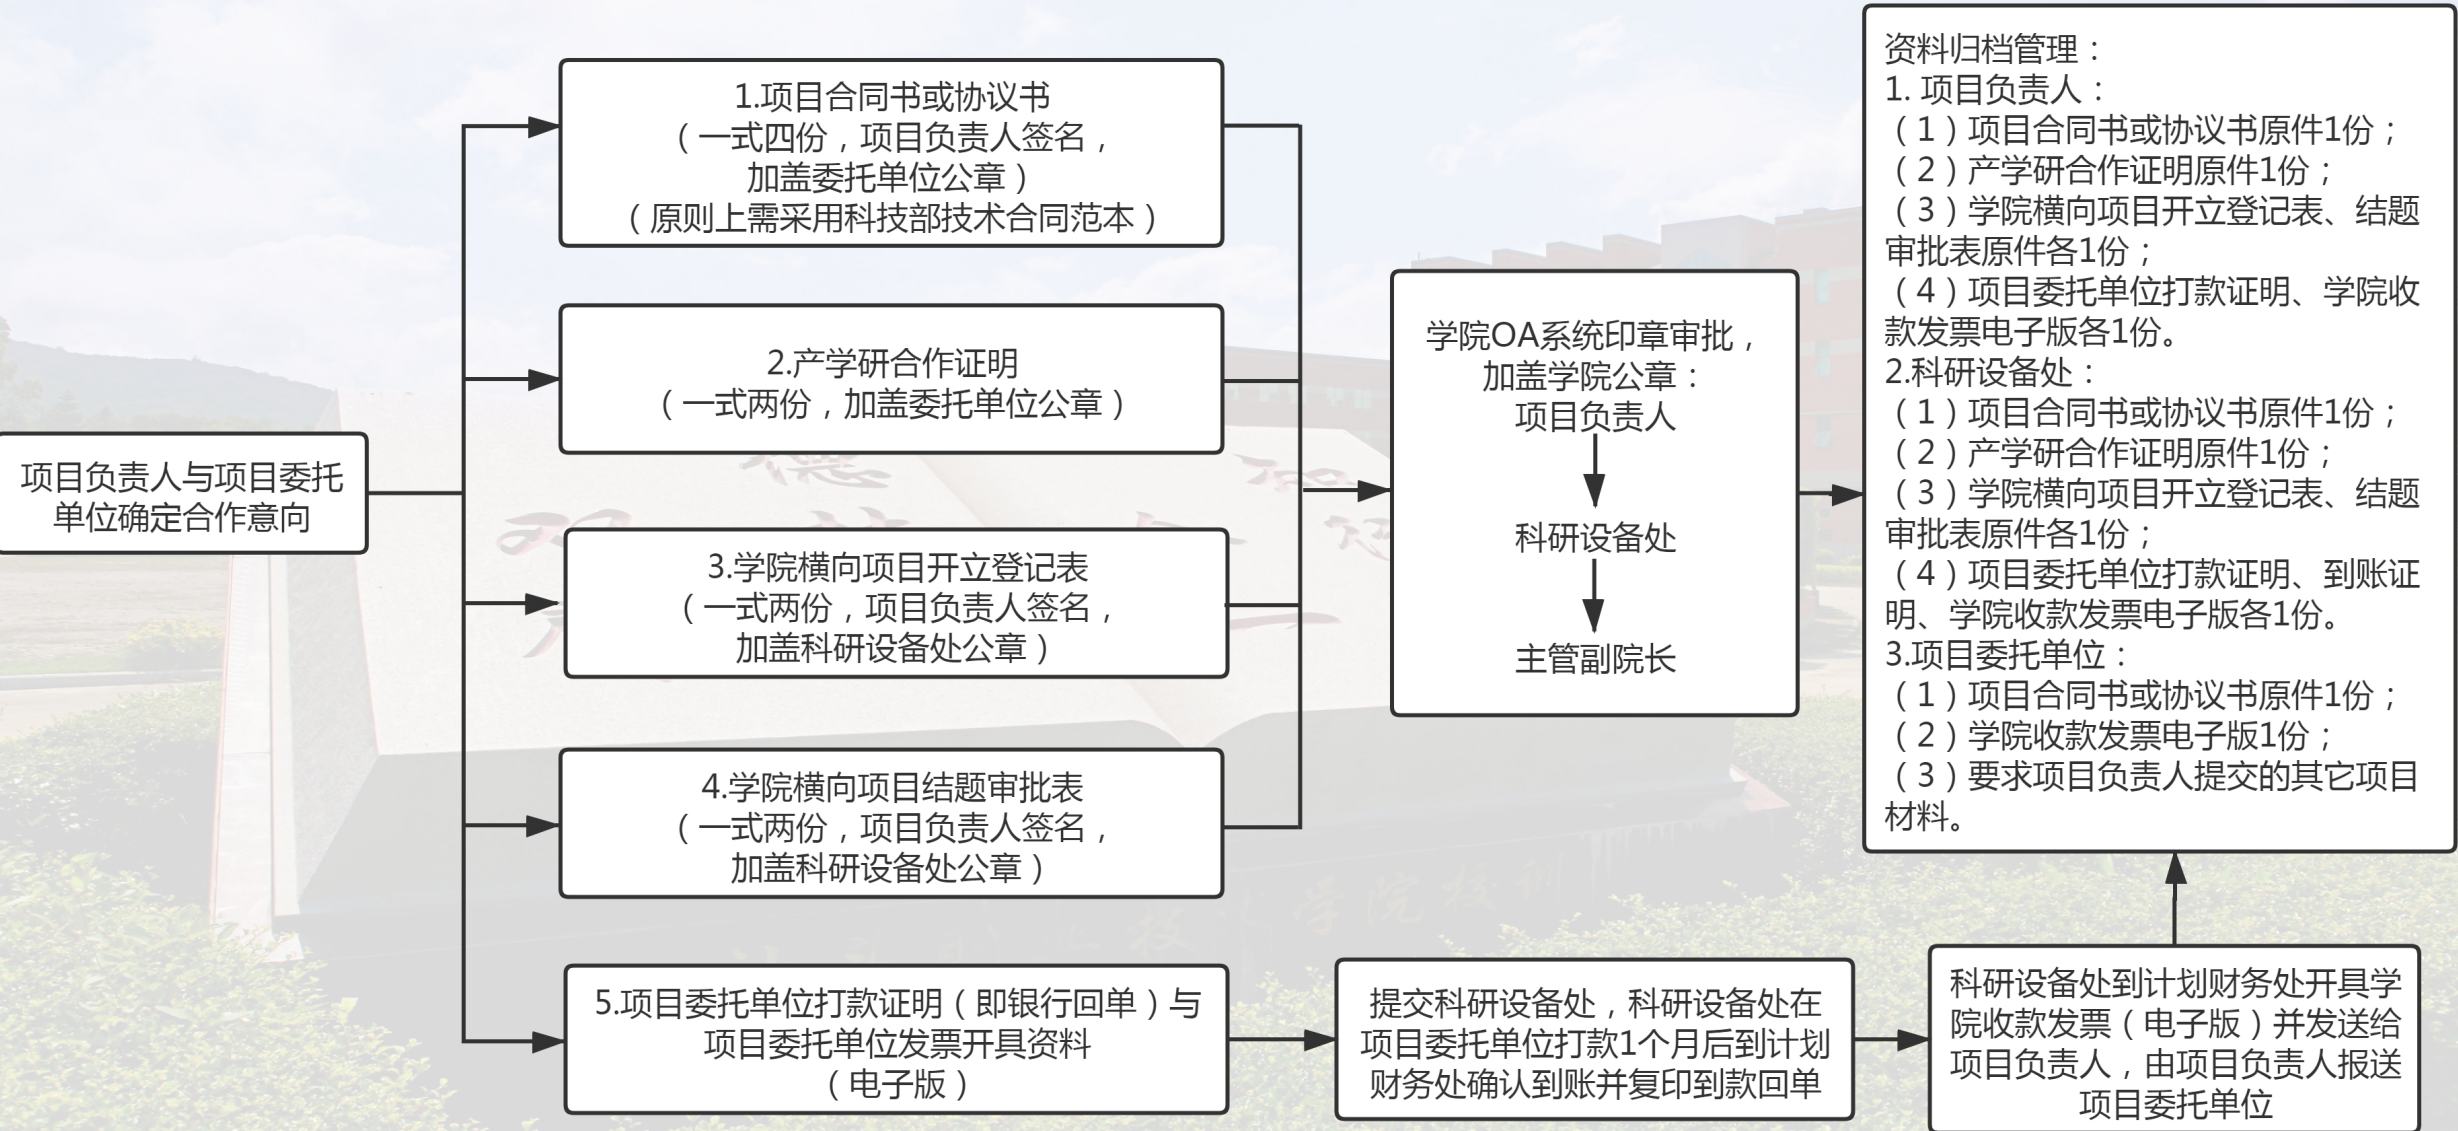 项目负责人与项目委托
单位确定合作意向
1.项目合同书或协议书
（一式四份，项目负责人签名，
加盖委托单位公章）
（原则上需采用科技部技术合同范本）
2.产学研合作证明
（一式两份，加盖委托单位公章）
3.学院横向项目开立登记表
（一式两份，项目负责人签名，
加盖科研设备处公章）
4.学院横向项目结题审批表
（一式两份，项目负责人签名，
加盖科研设备处公章）
5.项目委托单位打款证明（即银行回单）与
项目委托单位发票开具资料
（电子版）
学院OA系统印章审批，
加盖学院公章：
项目负责人
科研设备处
主管副院长
提交科研设备处，科研设备处在
项目委托单位打款1个月后到计划
财务处确认到账并复印到款回单
科研设备处到计划财务处开具学
院收款发票（电子版）并发送给
项目负责人，由项目负责人报送
项目委托单位
资料归档管理：
1. 项目负责人：
（1）项目合同书或协议书原件1份；
（2）产学研合作证明原件1份；
（3）学院横向项目开立登记表、结题
审批表原件各1份；
（4）项目委托单位打款证明、学院收
款发票电子版各1份。
2.科研设备处：
（1）项目合同书或协议书原件1份；
（2）产学研合作证明原件1份；
（3）学院横向项目开立登记表、结题
审批表原件各1份；
（4）项目委托单位打款证明、到账证
明、学院收款发票电子版各1份。
3.项目委托单位：
（1）项目合同书或协议书原件1份；
（2）学院收款发票电子版1份；
（3）要求项目负责人提交的其它项目
材料。